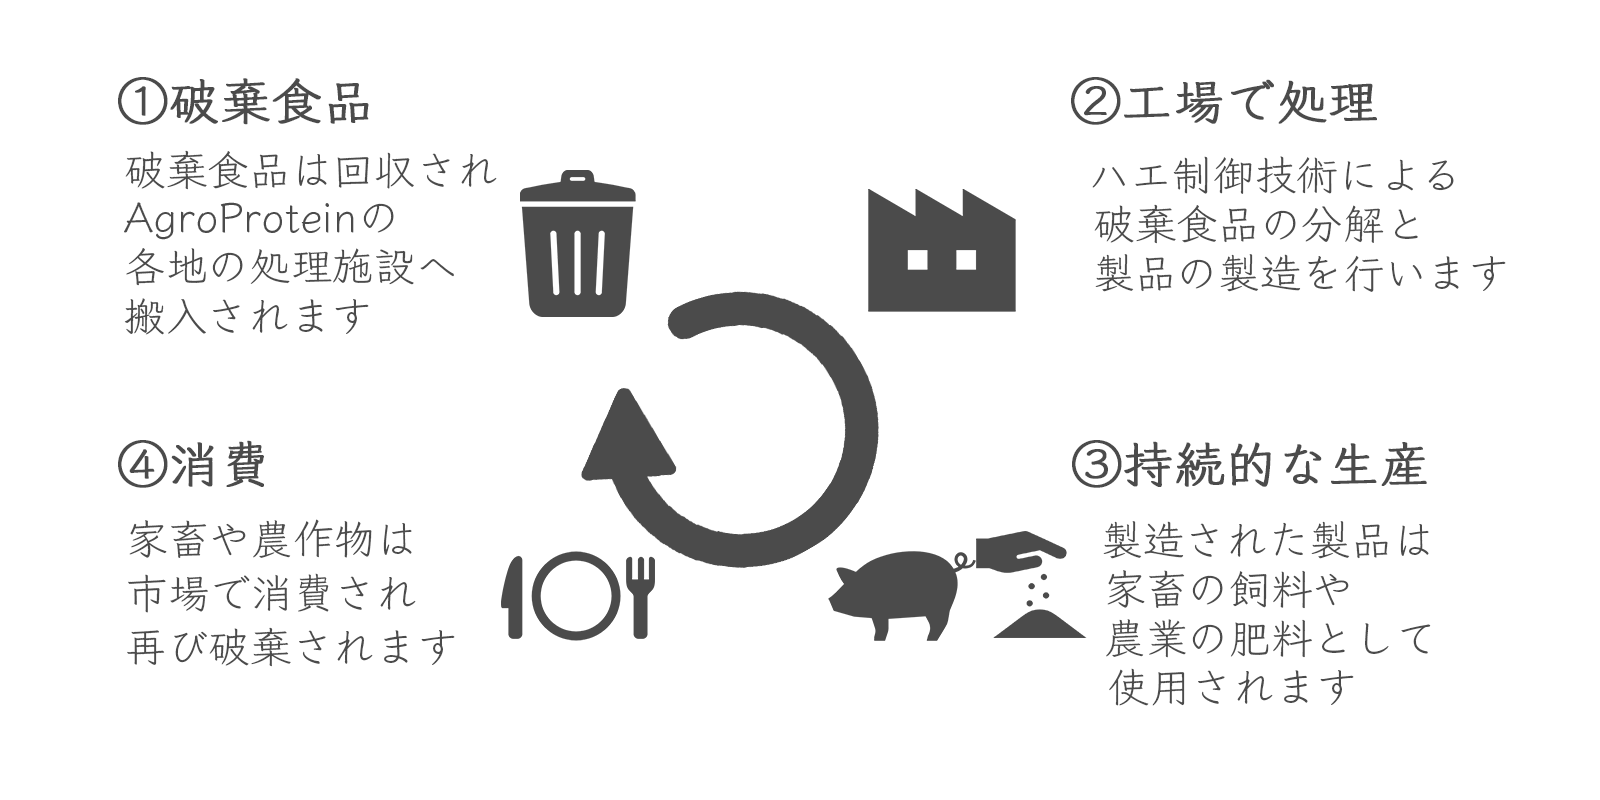 ①破棄食品
破棄食品は回収され
AgroProteinの
各地の処理施設へ
搬入されます
②工場で処理
ハエ制御技術による
破棄食品の分解と
製品の製造を行います
③持続的な生産
製造された製品は
家畜の飼料や
農業の肥料として
使用されます
④消費
家畜や農作物は
市場で消費され
再び破棄されます